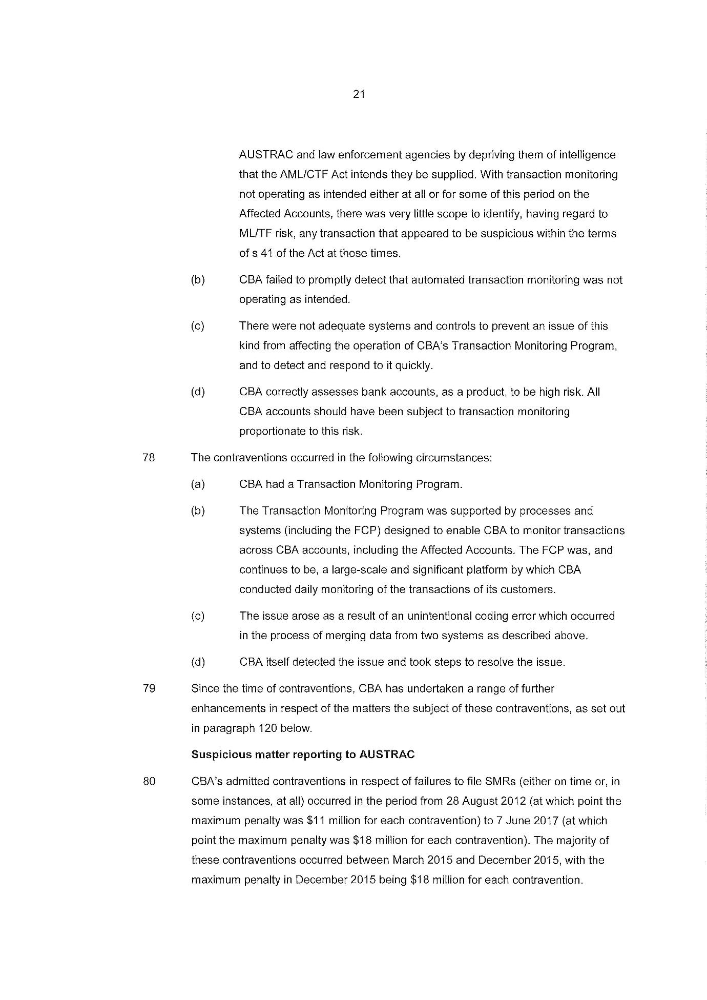 21
AUSTRAC and law enforcement agencies by depriving them of intelligence
that the AML/CTF Act intends they be supplied. With transaction monitoring
not operating as intended either at all or for some of this period on the
Affected Accounts, there was very little scope to identify, having regard to
ML/TF risk, any transaction that appeared to be suspicious within the terms
of s 41 of the Act at those times.
(b) CBA failed to promptly detect that automated transaction monitoring was not
operating as intended.
(c) There were not adequate systems and controls to prevent an issue of this
kind from affecting the operation of CBA's Transaction Monitoring Program,
and to detect and respond to it quickly.
(d) CBA correctly assesses bank accounts, as a product, to be high risk. All
CBA accounts should have been subject to transaction monitoring
proportionate to this risk.
78 The contraventions occurred in the following circumstances:
(a) CBA had a Transaction Monitoring Program.
(b) The Transaction Monitoring Program was supported by processes and
systems (including the FCP) designed to enable CBA to monitor transactions
across CBA accounts, including the Affected Accounts. The FCP was, and
continues to be, a large-scale and significant platform by which CBA
conducted daily monitoring of the transactions of its customers.
(c) The issue arose as a result of an unintentional coding error which occurred
in the process of merging data from two systems as described above.
(d) CBA itself detected the issue and took steps to resolve the issue.
79 Since the time of contraventions, CBA has undertaken a range of further
enhancements in respect of the matters the subject of these contraventions, as set out
in paragraph 120 below.
Suspicious matter reporting to AUSTRAC
80 CBA's admitted contraventions in respect of failures to file SMRs (either on time or, in
some instances, at all) occurred in the period from 28 August 2012 (at which point the
maximum penalty was $11 million for each contravention) to 7 June 2017 (at which
point the maximum penalty was $18 million for each contravention). The majority of
these contraventions occurred between March 2015 and December 2015, with the
maximum penalty in December 2015 being $18 million for each contravention.